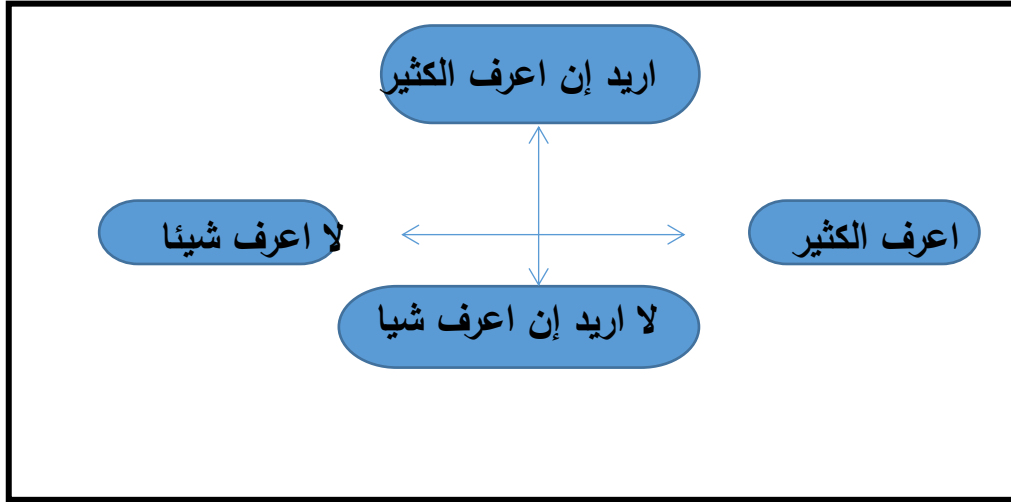 اريد إن اعرف الكثير
اعرف الكثير
لا اعرف شيئا
لا اريد إن اعرف شيا